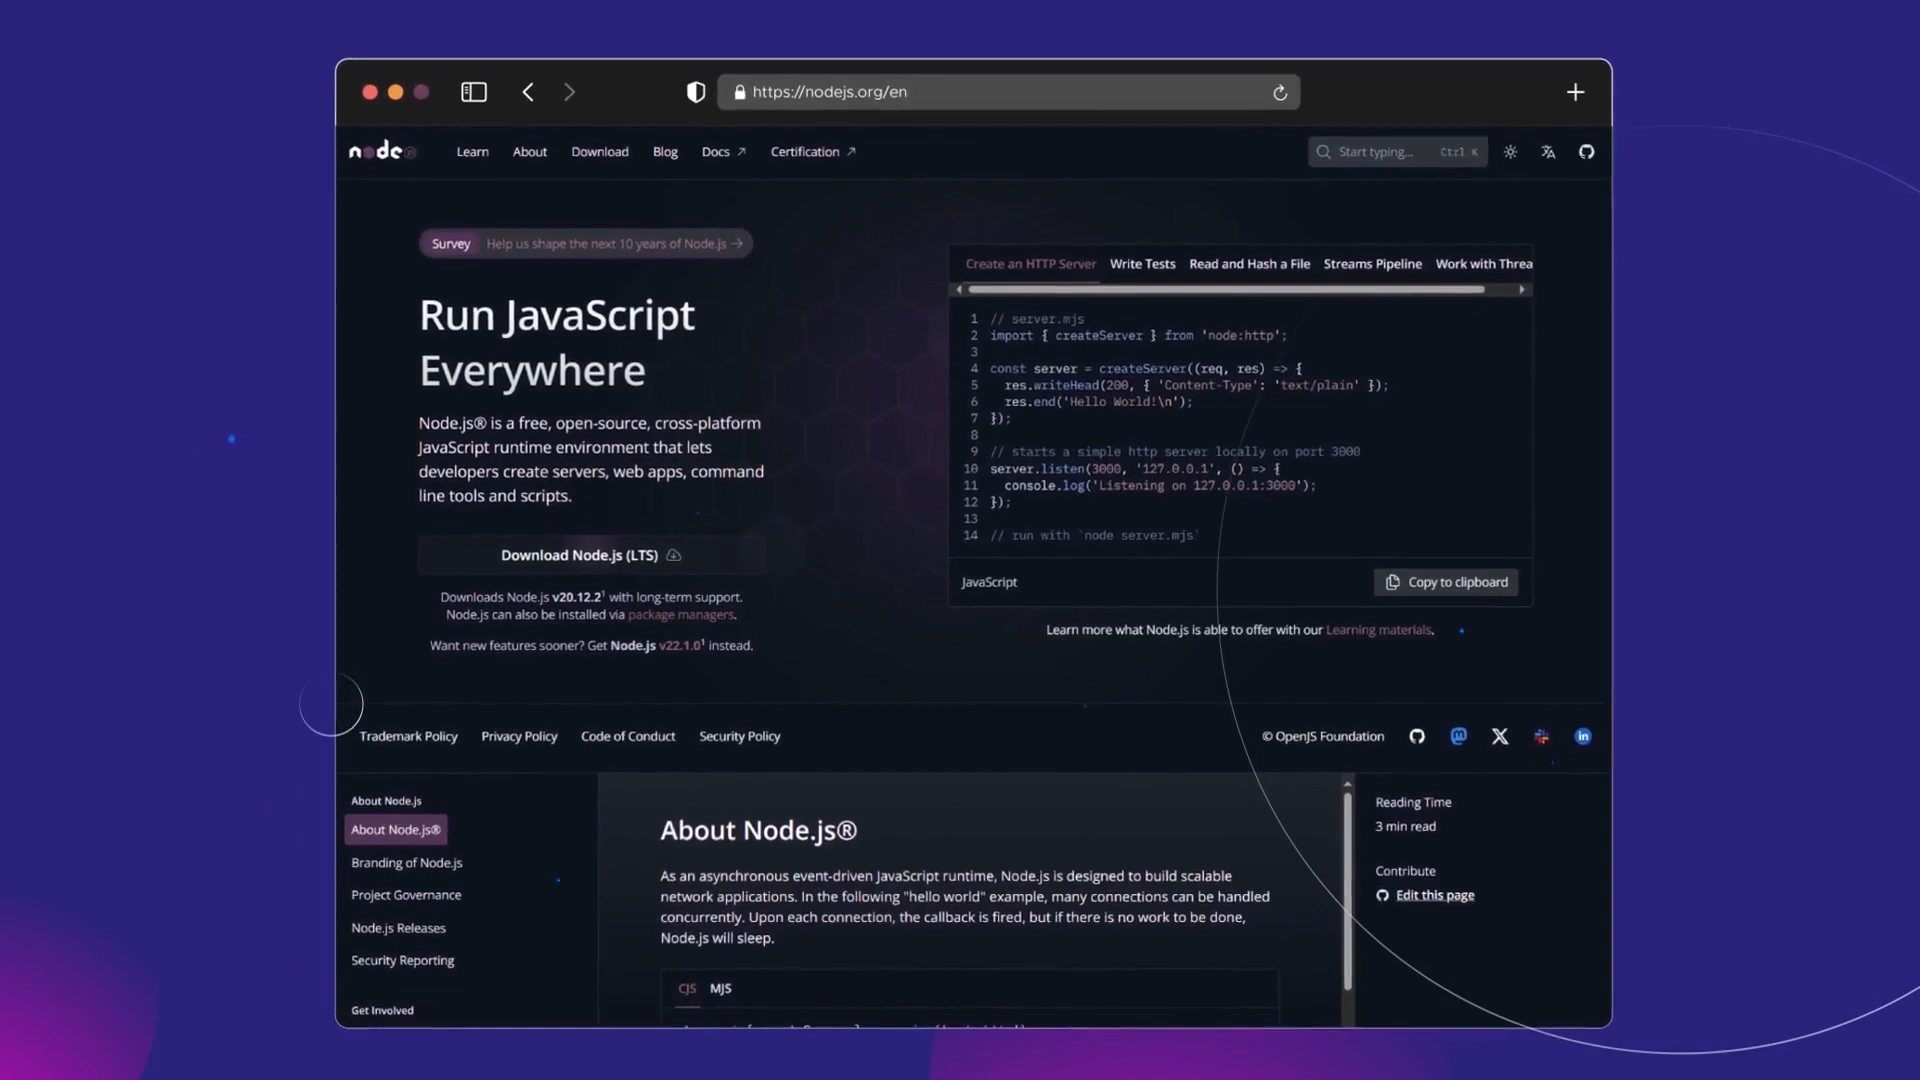 https://nodejs.org/en
node
Learn About Download Blog Docs Certification
Start typing... Ctrl K
Survey Help us shape the next 10 years of Node.js →
Run JavaScript
Everywhere
Node.js® is a free, open-source, cross-platform
JavaScript runtime environment that lets
developers create servers, web apps, command
line tools and scripts.
Download Node.js (LTS)
Downloads Node.js v20.12.2¹ with long-term support.
Node.js can also be installed via package managers.
Want new features sooner? Get Node.js v22.1.0¹ instead.
Create an HTTP Server Write Tests Read and Hash a File Streams Pipeline Work with Threa
1 // server.mjs
2 import { createServer } from 'node:http';
3
4 const server = createServer((req, res) => {
5 res.writeHead(200, { 'Content-Type': 'text/plain' });
6 res.end('Hello World!\n');
7 });
8
9 // starts a simple http server locally on port 3000
10 server.listen(3000, '127.0.0.1', () => {
11 console.log('Listening on 127.0.0.1:3000');
12 });
13
14 // run with `node server.mjs`
JavaScript
Copy to clipboard
Learn more what Node.js is able to offer with our Learning materials.
Trademark Policy Privacy Policy Code of Conduct Security Policy
© OpenJS Foundation
About Node.js
About Node.js®
Branding of Node.js
Project Governance
Node.js Releases
Security Reporting
Get Involved
About Node.js®
As an asynchronous event-driven JavaScript runtime, Node.js is designed to build scalable
network applications. In the following "hello world" example, many connections can be handled
concurrently. Upon each connection, the callback is fired, but if there is no work to be done,
Node.js will sleep.
CJS MJS
Reading Time
3 min read
Contribute
Edit this page